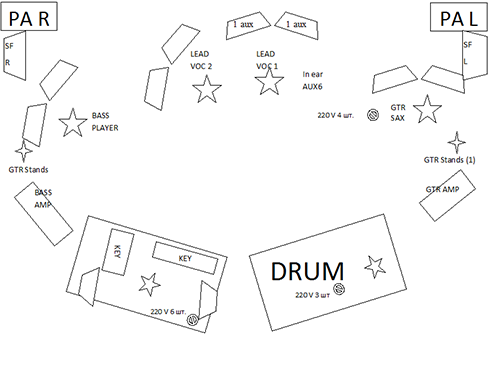 PA R
PA L
SF
R
SF
L
1 aux
1 aux
LEAD
VOC 2
LEAD
VOC 1
In ear
AUX6
BASS
PLAYER
220 V 4 шт.
GTR
SAX
GTR Stands
GTR Stands (1)
BASS
AMP
GTR AMP
KEY
KEY
DRUM
220 V 3 шт
220 V 6 шт.